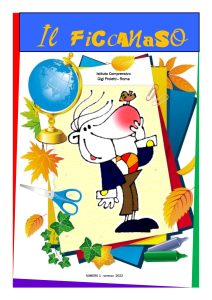 Il FiCCANaSO
Istituto Comprensivo
Gigi Proietti - Roma
NUMERO 1 - 2022